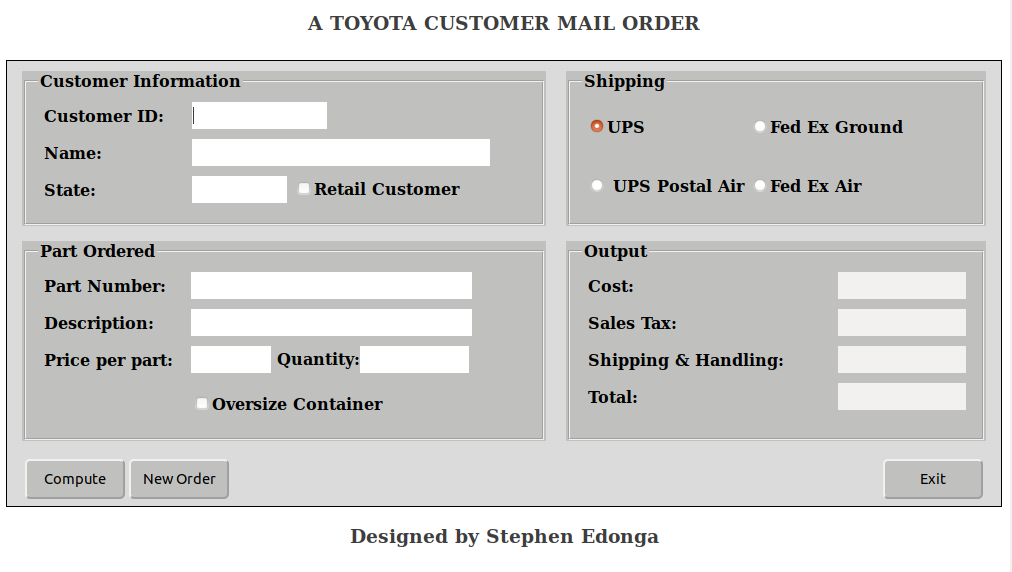 A TOYOTA CUSTOMER MAIL ORDER
Customer Information
Customer ID:
Name:
State:
Retail Customer
Shipping
UPS
Fed Ex Ground
UPS Postal Air
Fed Ex Air
Part Ordered
Part Number:
Description:
Price per part:
Quantity:
Oversize Container
Output
Cost:
Sales Tax:
Shipping & Handling:
Total:
Compute
New Order
Exit
Designed by Stephen Edonga